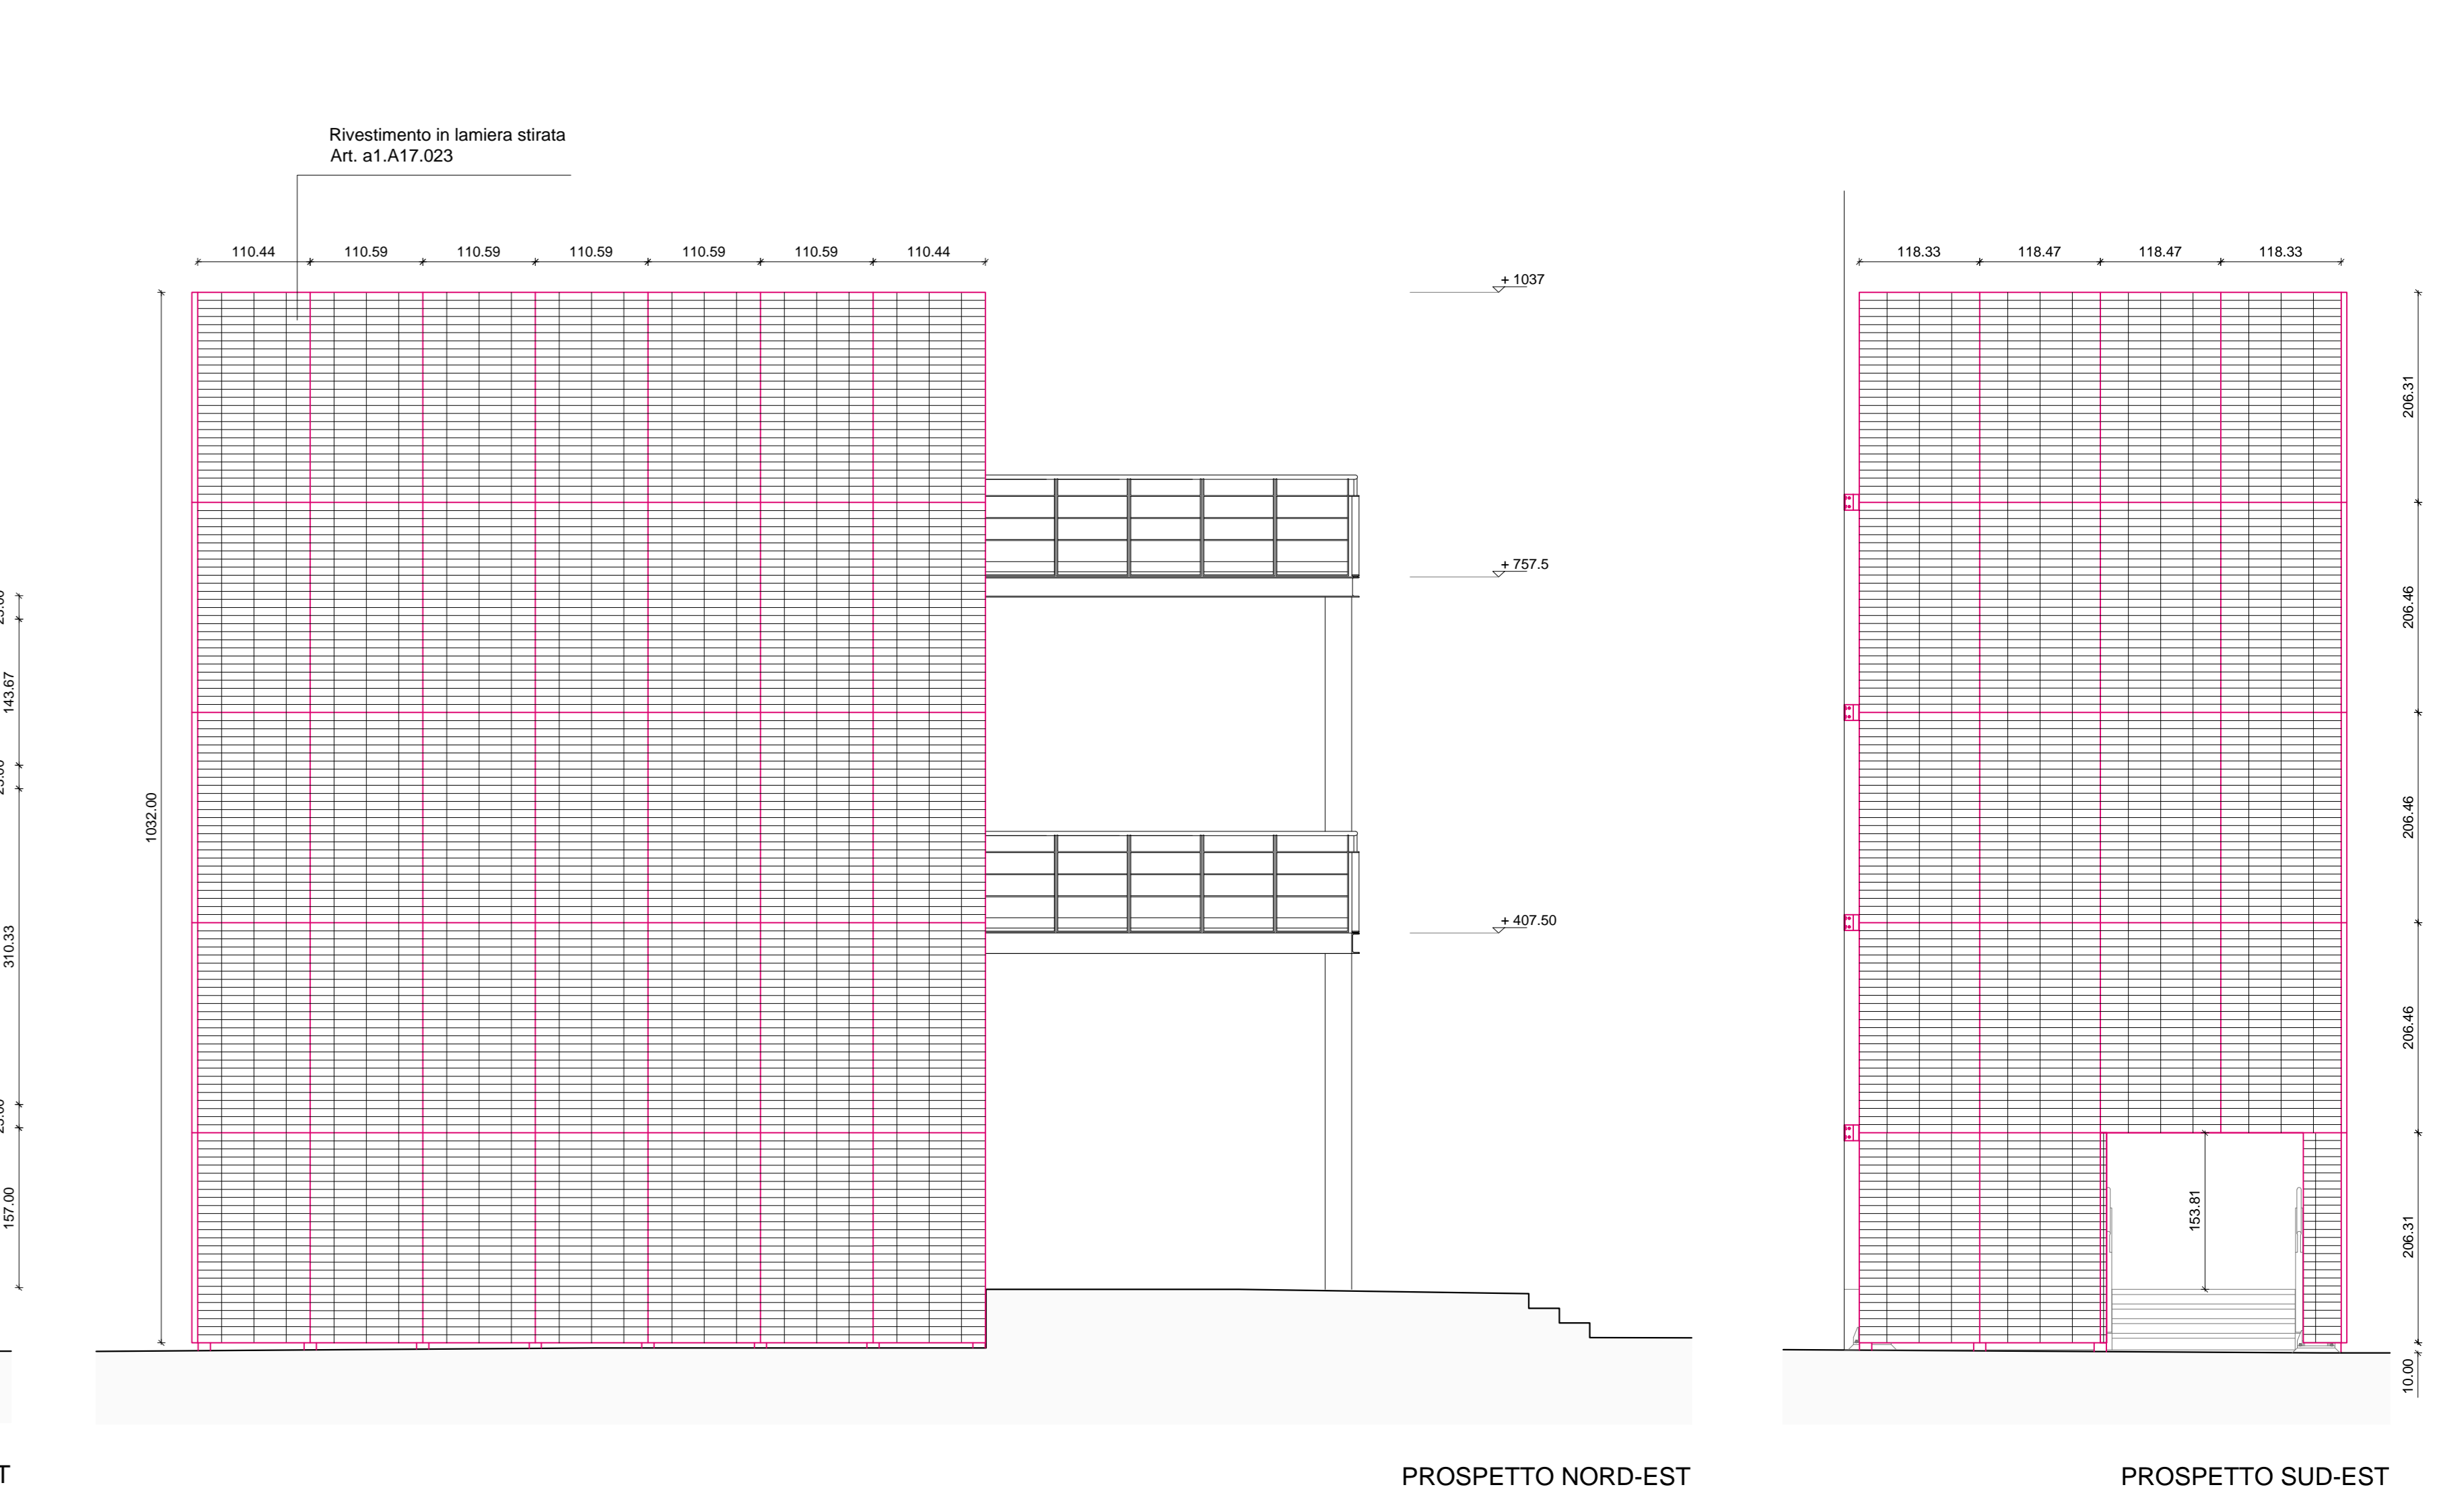 Rivestimento in lamiera stirata
Art. a1.A17.023
110.44 110.59 110.59 110.59 110.59 110.59 110.44
118.33 118.47 118.47 118.33
+ 1037
+ 757.5
+ 407.50
1032.00
143.67
310.33
157.00
206.31
206.46
206.46
206.46
206.31
153.81
10.00
PROSPETTO NORD-EST
PROSPETTO SUD-EST